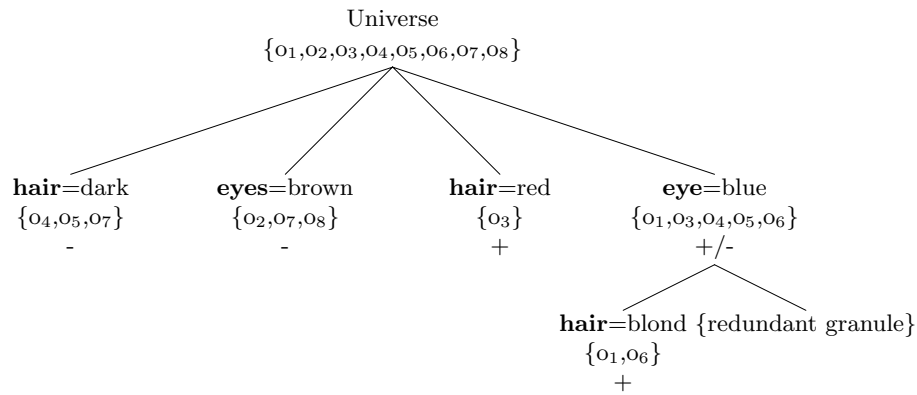 Universe
{o₁,o₂,o₃,o₄,o₅,o₆,o₇,o₈}
hair=dark
{o₄,o₅,o₇}
-
eyes=brown
{o₂,o₇,o₈}
-
hair=red
{o₃}
+
eye=blue
{o₁,o₃,o₄,o₅,o₆}
+/-
hair=blond
{o₁,o₆}
+
{redundant granule}